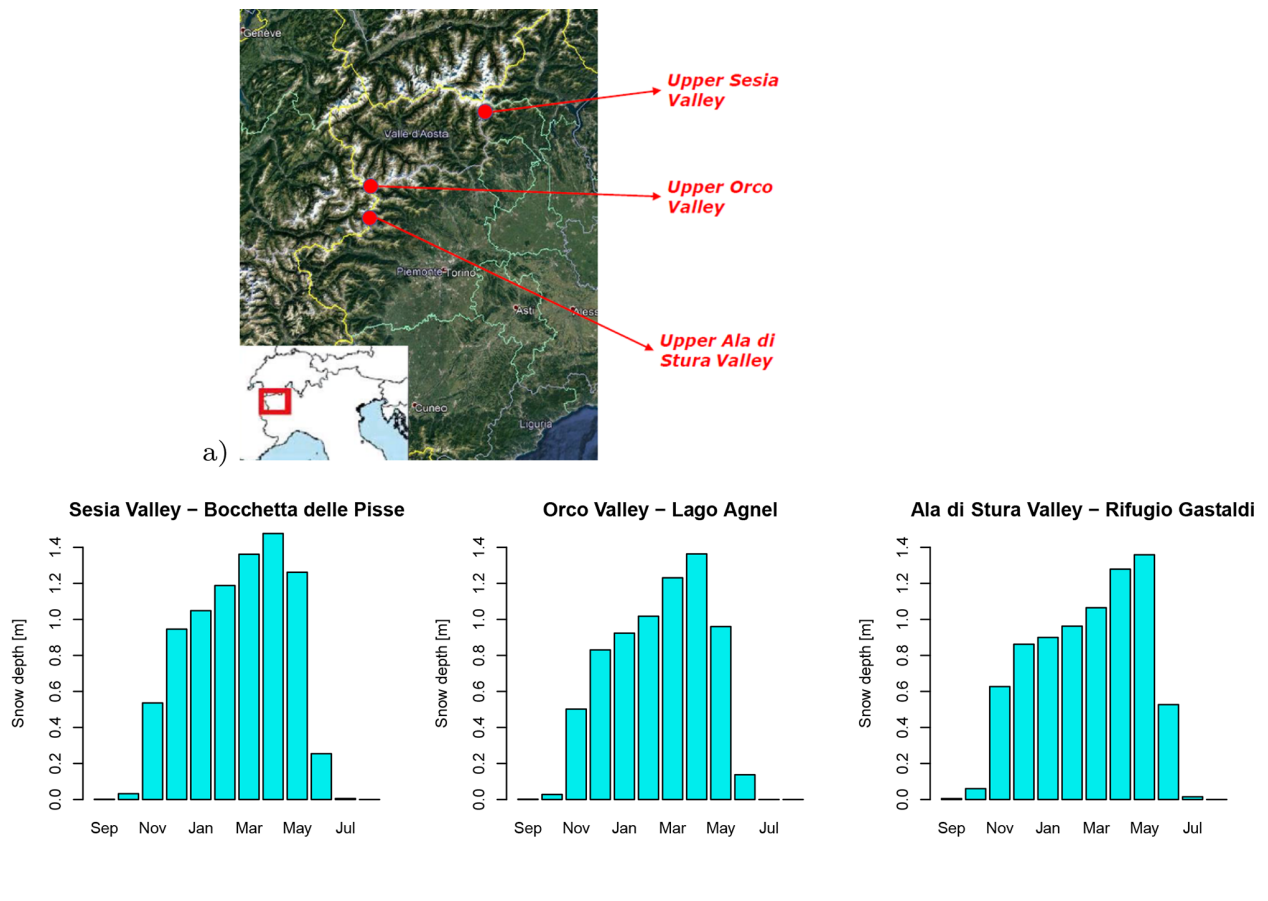 Genève
Upper Sesia
Valley
Valle d'Aosta
Upper Orco
Valley
Piemonte Torino
Asti
Aless
Upper Ala di
Stura Valley
Cuneo
Liguria
a)
Sesia Valley − Bocchetta delle Pisse
Snow depth [m]
0.0 0.2 0.4 0.6 0.8 1.0 1.2 1.4
Sep Nov Jan Mar May Jul
Orco Valley − Lago Agnel
Snow depth [m]
0.0 0.2 0.4 0.6 0.8 1.0 1.2 1.4
Sep Nov Jan Mar May Jul
Ala di Stura Valley − Rifugio Gastaldi
Snow depth [m]
0.0 0.2 0.4 0.6 0.8 1.0 1.2 1.4
Sep Nov Jan Mar May Jul